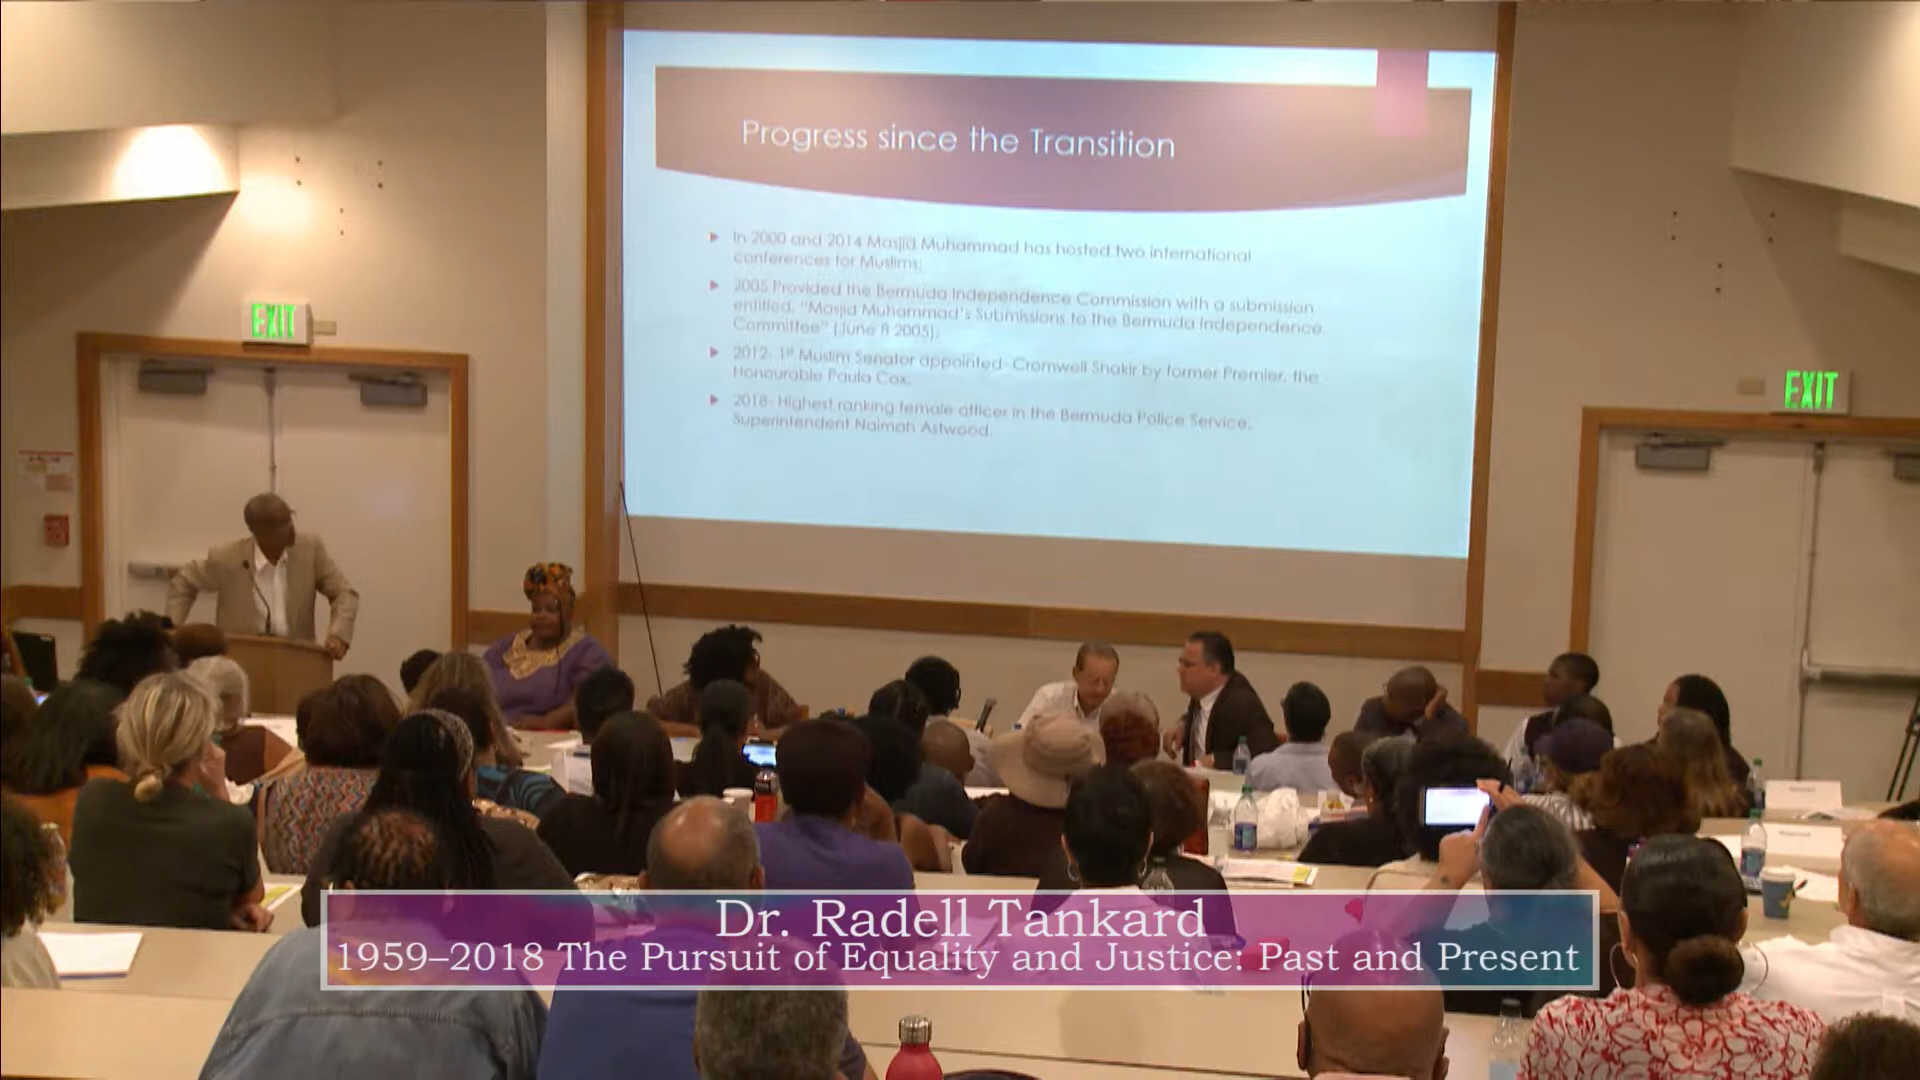 Progress since the Transition
In 2000 and 2014 Masjid Muhammad has hosted two international
conferences for Muslims;
2005 Provided the Bermuda Independence Commission with a submission
entitled, "Masjid Muhammad's Submissions to the Bermuda Independence
Committee" (June 8 2005);
2012- 1st Muslim Senator appointed- Cromwell Shakir by former Premier, the
Honourable Paula Cox.
2018- Highest ranking female officer in the Bermuda Police Service,
Superintendent Naimah Astwood.
EXIT
EXIT
Dr. Radell Tankard
1959–2018 The Pursuit of Equality and Justice: Past and Present